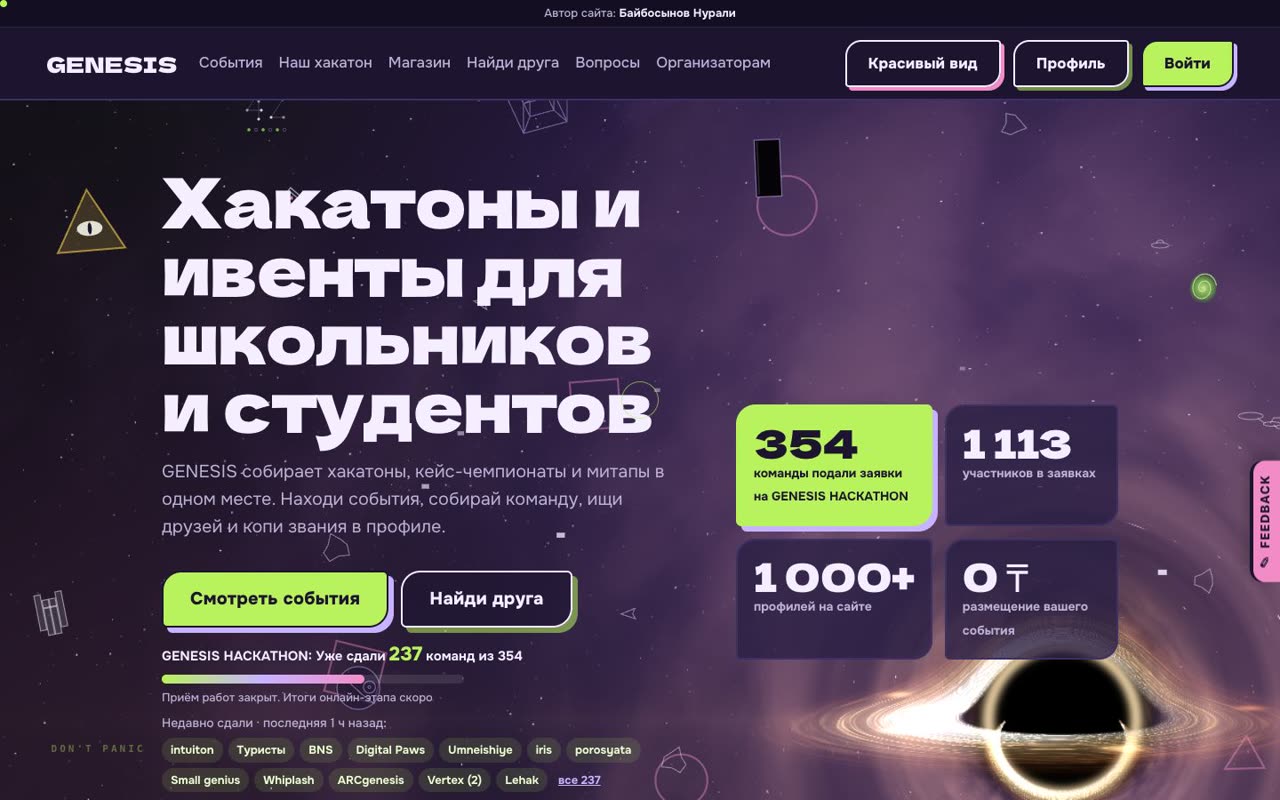 Автор сайта: Байбосынов Нурали
GENESIS
События
Наш хакатон
Магазин
Найди друга
Вопросы
Организаторам
Красивый вид
Профиль
Войти
Хакатоны и
ивенты для
школьников
и студентов
GENESIS собирает хакатоны, кейс-чемпионаты и митапы в
одном месте. Находи события, собирай команду, ищи
друзей и копи звания в профиле.
Смотреть события
Найди друга
GENESIS HACKATHON: Уже сдали 237 команд из 354
Приём работ закрыт. Итоги онлайн-этапа скоро
Недавно сдали · последняя 1 ч назад:
intuiton
Туристы
BNS
Digital Paws
Umneishiye
iris
porosyata
Small genius
Whiplash
ARCgenesis
Vertex (2)
Lehak
все 237
354
команды подали заявки
на GENESIS HACKATHON
1 113
участников в заявках
1 000+
профилей на сайте
0 ₸
размещение вашего
события
FEEDBACK
DON'T PANIC